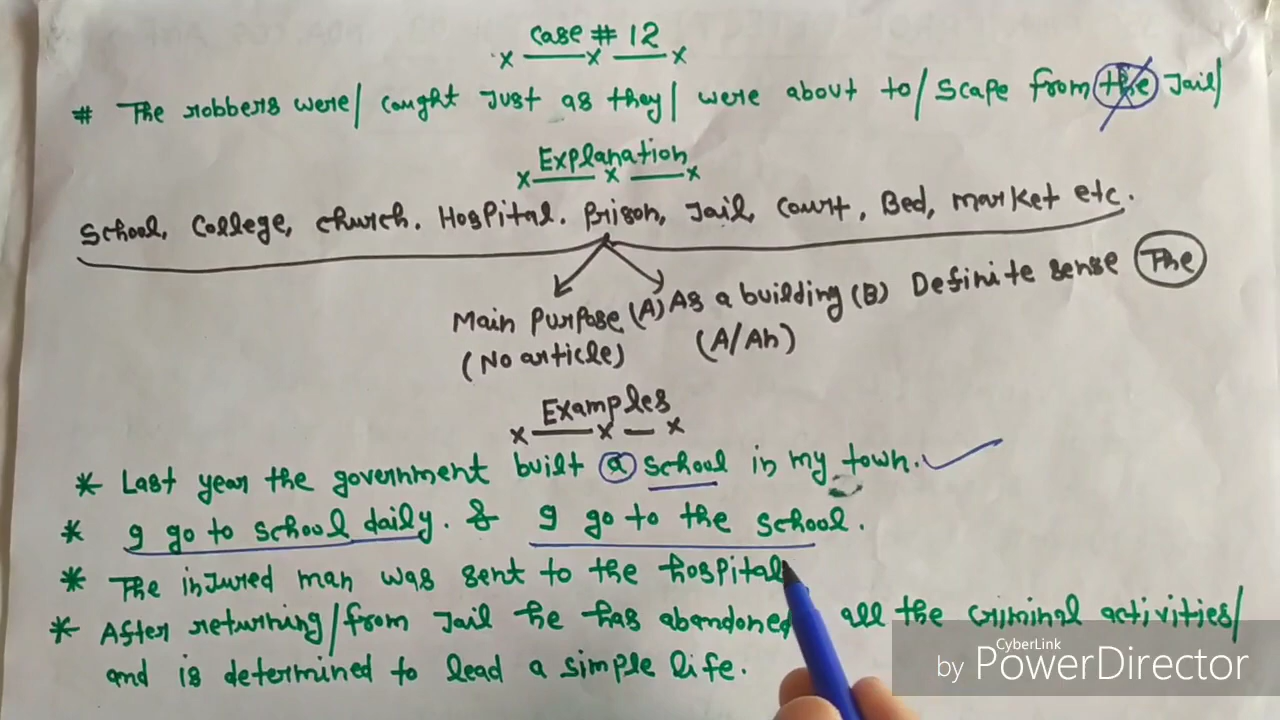 Case # 12
# The robbers were/ caught Just as they/ were about to/ Scape from the Jail/
Explanation
School, College, church. Hospital. Prison, Jail, Court, Bed, market etc.
Main Purpose (A) As a building (B) Definite sense The
(No article) (A/An)
Examples
* Last year the government built a school in my town.
* I go to school daily. & I go to the school.
* The injured man was sent to the hospital
* After returning/from Jail he has abandoned all the criminal activities/
and is determined to lead a simple life.
CyberLink
by PowerDirector